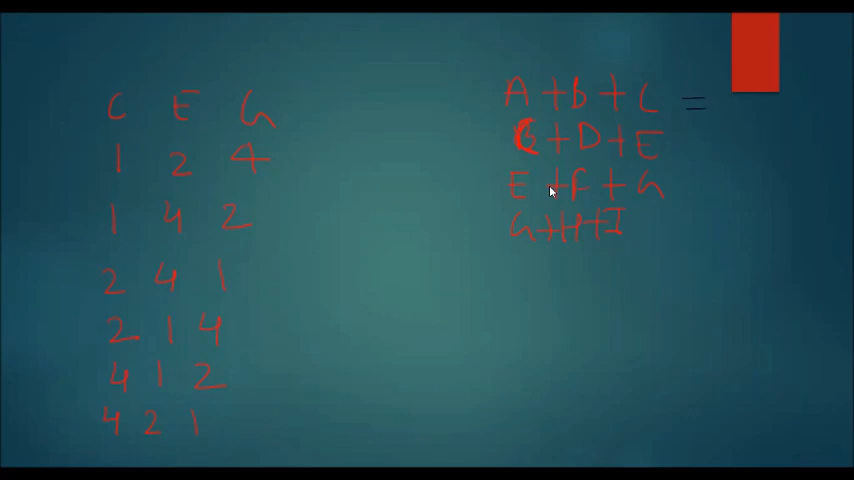 C E G
1 2 4
1 4 2
2 4 1
2 1 4
4 1 2
4 2 1
A + B + C =
C + D + E
E + F + G
G + H + I